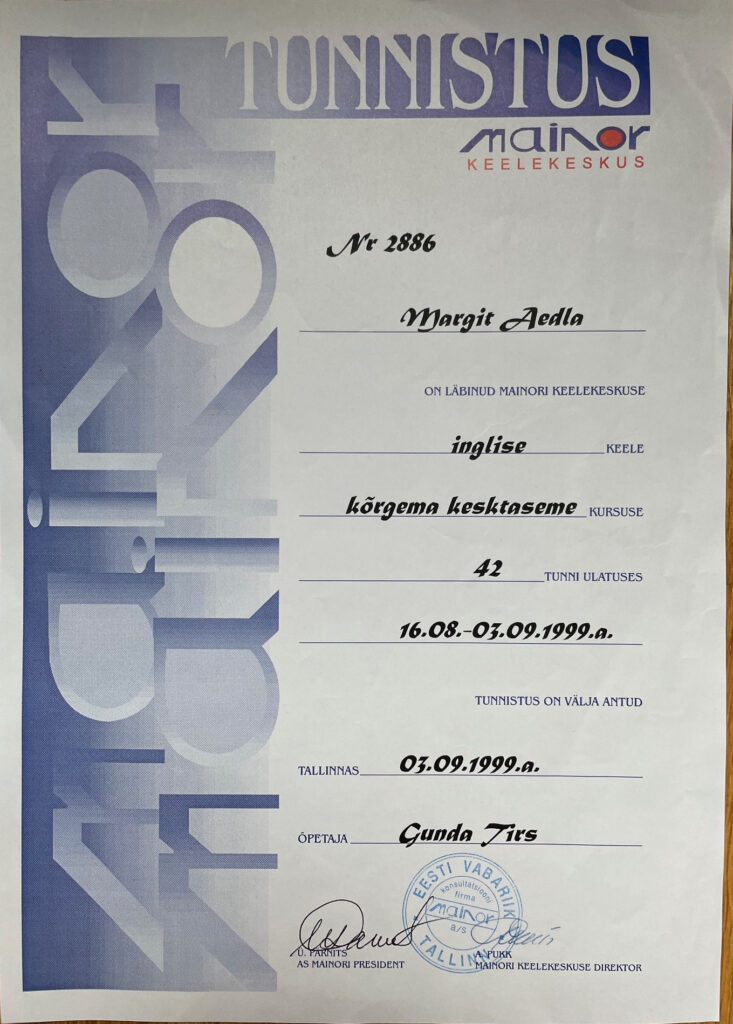 TUNNISTUS
mainor
KEELEKESKUS
Nr 2886
Margit Aedla
ON LÄBINUD MAINORI KEELEKESKUSE
inglise KEELE
kõrgema kesktaseme KURSUSE
42 TUNNI ULATUSES
16.08.-03.09.1999.a.
TUNNISTUS ON VÄLJA ANTUD
TALLINNAS 03.09.1999.a.
ÕPETAJA Gunda Tirs
EESTI VABARIIK
konsultatsiooni
firma
mainor
a/s
TALLINN
Ü. PÄRNITS
AS MAINORI PRESIDENT
A. PUKK
MAINORI KEELEKESKUSE DIREKTOR
mainor
mainor